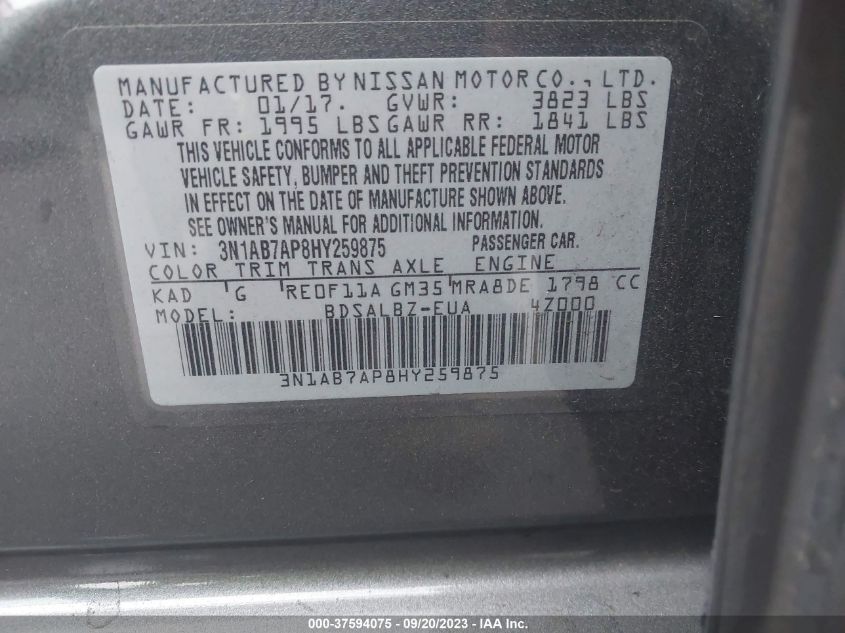 MANUFACTURED BY NISSAN MOTOR CO., LTD.
DATE: 01/17. GVWR: 3823 LBS
GAWR FR: 1995 LBS GAWR RR: 1841 LBS
THIS VEHICLE CONFORMS TO ALL APPLICABLE FEDERAL MOTOR
VEHICLE SAFETY, BUMPER AND THEFT PREVENTION STANDARDS
IN EFFECT ON THE DATE OF MANUFACTURE SHOWN ABOVE.
SEE OWNER'S MANUAL FOR ADDITIONAL INFORMATION.
VIN: 3N1AB7AP8HY259875 PASSENGER CAR.
COLOR TRIM TRANS AXLE ENGINE
KAD G RE0F11A GM35 MRA8DE 1798 CC
MODEL: BDSALBZ-EUA 4Z000
3N1AB7AP8HY259875
000-37594075 - 09/20/2023 - IAA Inc.